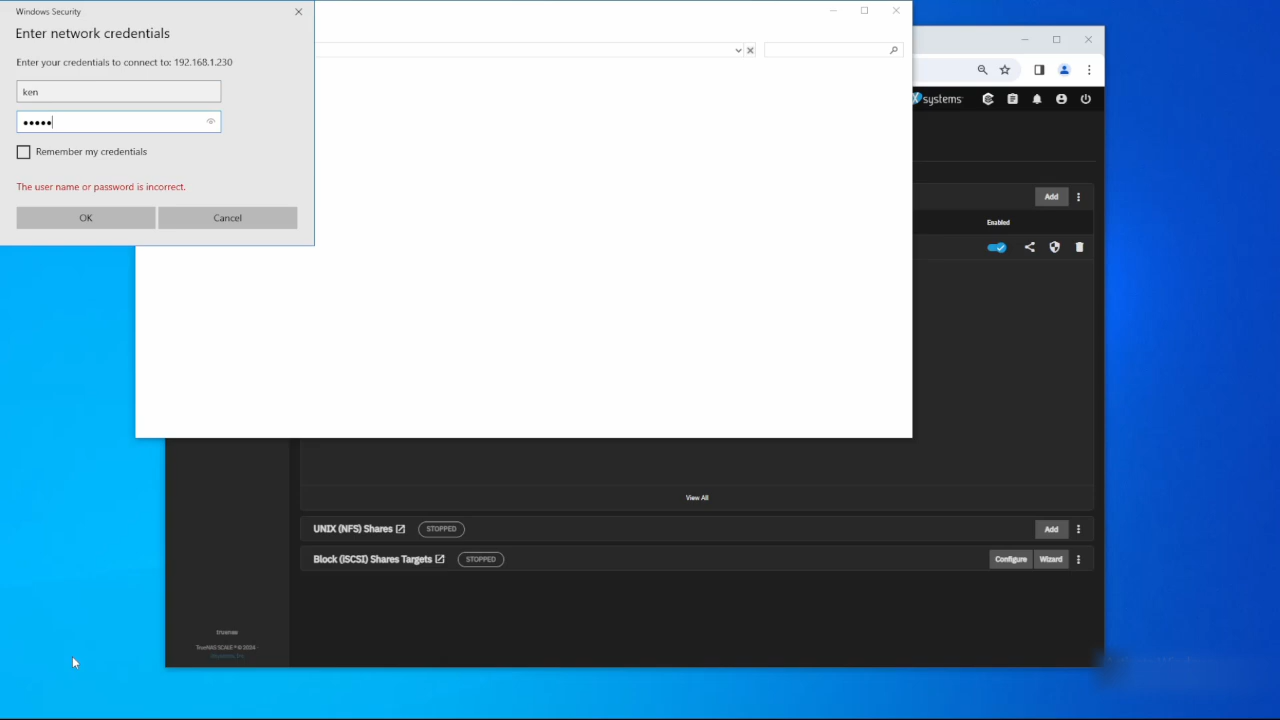 Windows Security
Enter network credentials
Enter your credentials to connect to: 192.168.1.230
ken
Remember my credentials
The user name or password is incorrect.
OK
Cancel
systems
Add
Enabled
View All
UNIX (NFS) Shares
STOPPED
Add
Block (iSCSI) Shares Targets
STOPPED
Configure
Wizard
truenas
TrueNAS SCALE ® © 2024 -